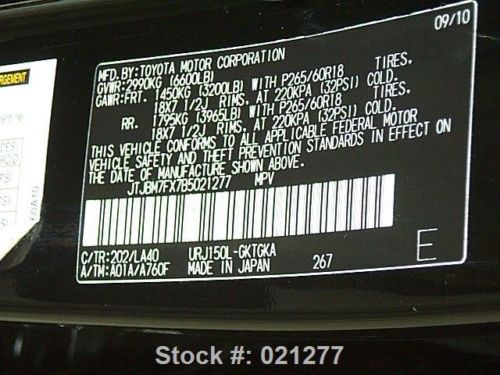 09/10
MFD.BY:TOYOTA MOTOR CORPORATION
GVWR:2990KG (6600LB)
GAWR:FRT. 1450KG (3200LB) WITH P265/60R18 TIRES.
18X7 1/2J RIMS, AT 220KPA (32PSI) COLD.
RR. 1795KG (3965LB) WITH P265/60R18 TIRES.
18X7 1/2J RIMS, AT 220KPA (32PSI) COLD.
THIS VEHICLE CONFORMS TO ALL APPLICABLE FEDERAL MOTOR
VEHICLE SAFETY AND THEFT PREVENTION STANDARDS IN EFFECT ON
THE DATE OF MANUFACTURE SHOWN ABOVE.
JTJBM7FX7B5021277 MPV
C/TR:202/LA40 URJ150L-GKTGKA
A/TM:A01A/A760F MADE IN JAPAN 267
E
Stock #: 021277